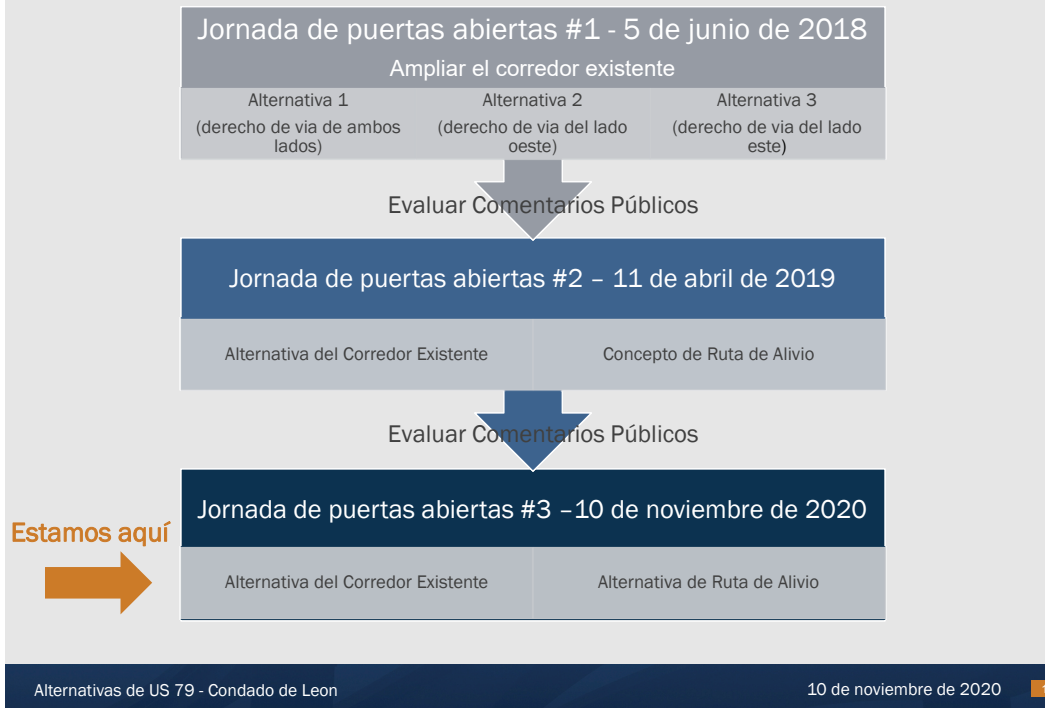 Jornada de puertas abiertas #1 - 5 de junio de 2018
Ampliar el corredor existente
Alternativa 1
(derecho de via de ambos
lados)
Alternativa 2
(derecho de via del lado
oeste)
Alternativa 3
(derecho de via del lado
este)
Evaluar Comentarios Públicos
Jornada de puertas abiertas #2 – 11 de abril de 2019
Alternativa del Corredor Existente
Concepto de Ruta de Alivio
Evaluar Comentarios Públicos
Jornada de puertas abiertas #3 –10 de noviembre de 2020
Estamos aquí
Alternativa del Corredor Existente
Alternativa de Ruta de Alivio
Alternativas de US 79 - Condado de Leon
10 de noviembre de 2020